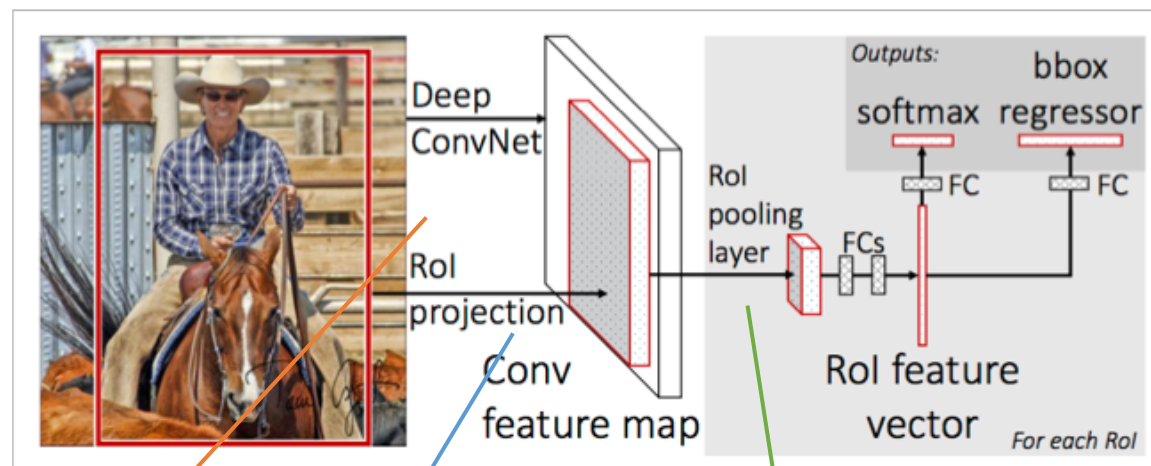 Deep
ConvNet
RoI
projection
Conv
feature map
RoI
pooling
layer
FCs
Outputs:
softmax
bbox
regressor
FC
FC
RoI feature
vector
For each RoI